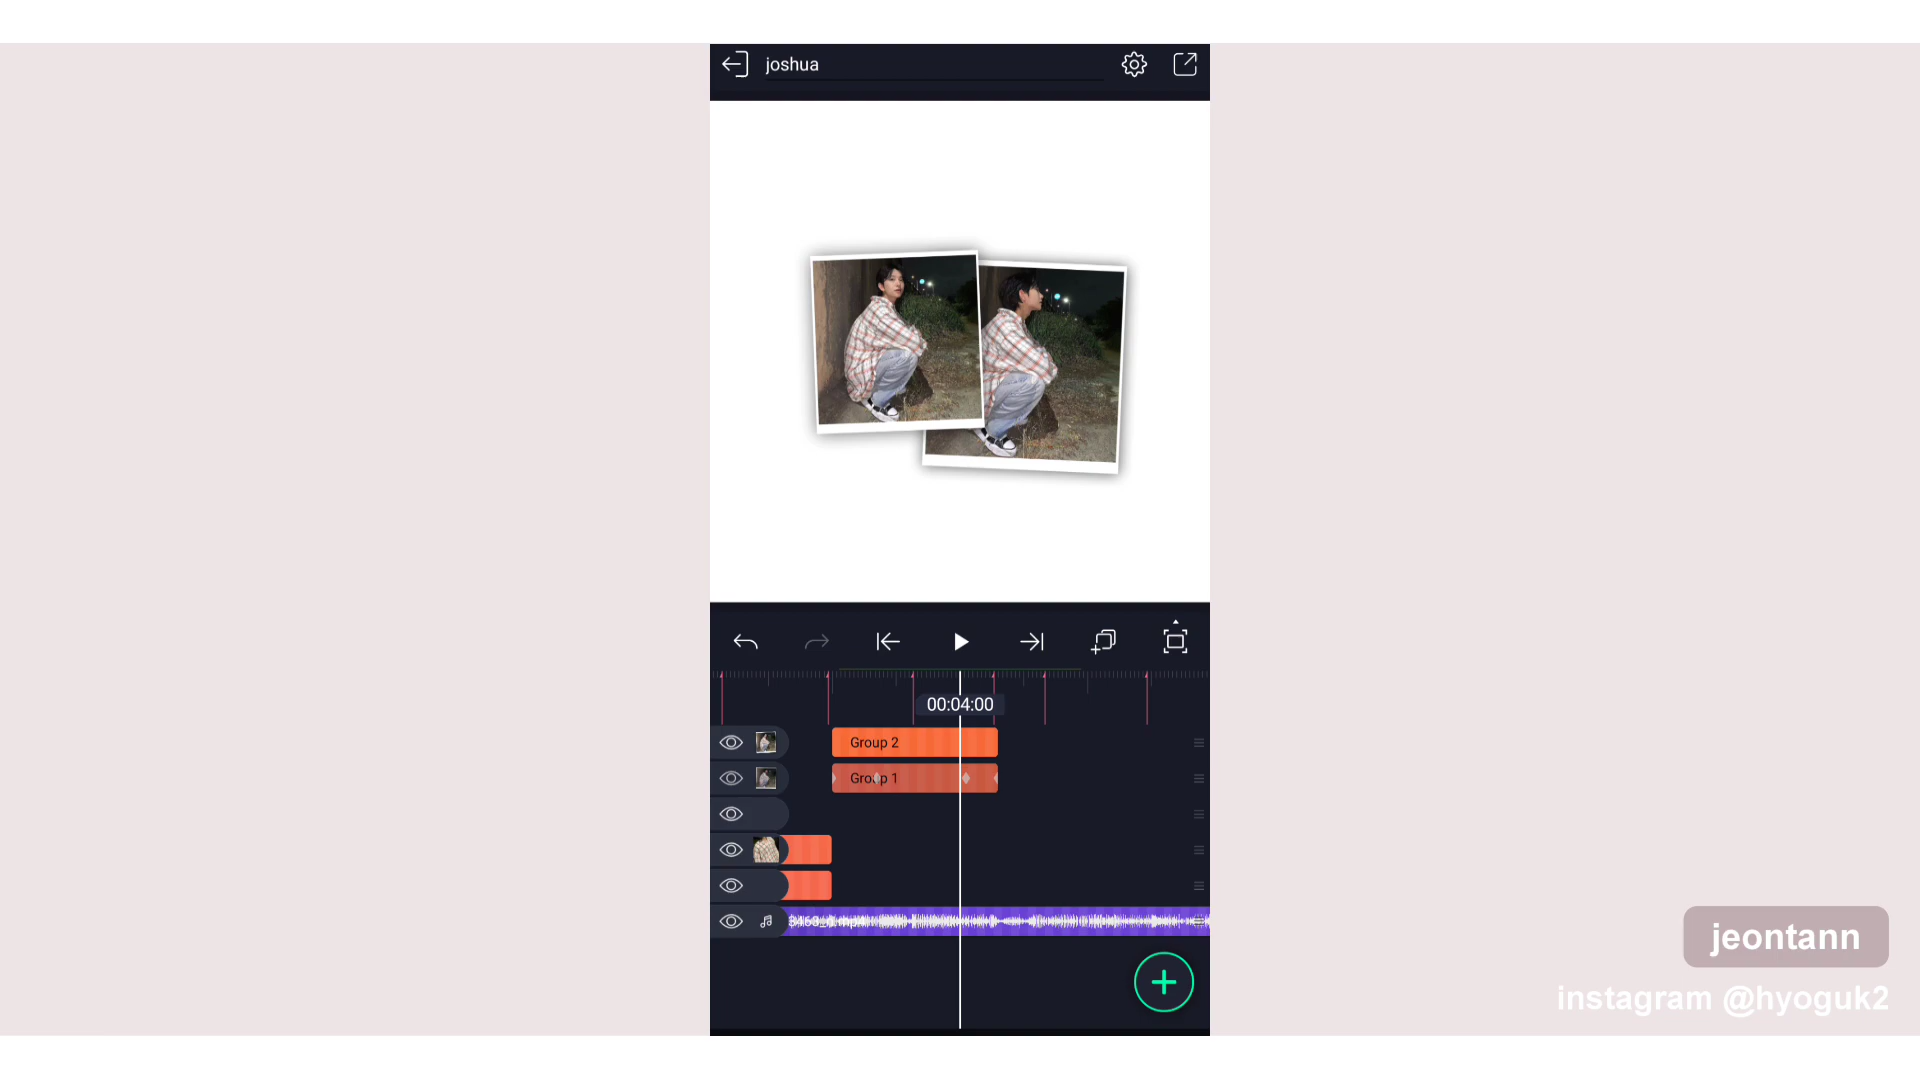 joshua
00:04:00
Group 2
Group 1
jeontann
instagram @hyoguk2